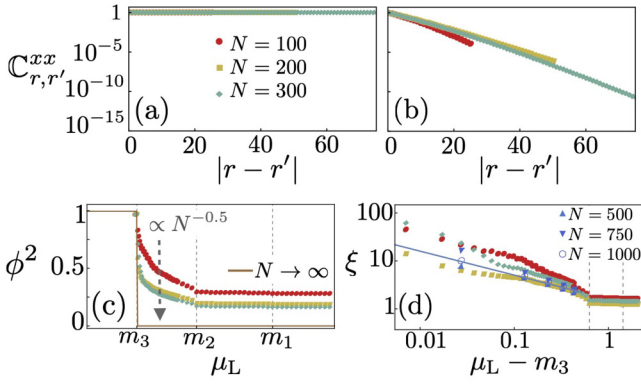 1
10⁻⁵
10⁻¹⁰
10⁻¹⁵
ℂ^{xx}_{r,r′}
N = 100
N = 200
N = 300
(a)
(b)
0 20 40 60 0 20 40 60
|r − r′| |r − r′|
1
0.5
0
ϕ²
∝ N^{−0.5}
N → ∞
(c)
m₃ m₂ m₁
μ_L
100
10
1
ξ
N = 500
N = 750
N = 1000
(d)
0.01 0.1 1
μ_L − m₃